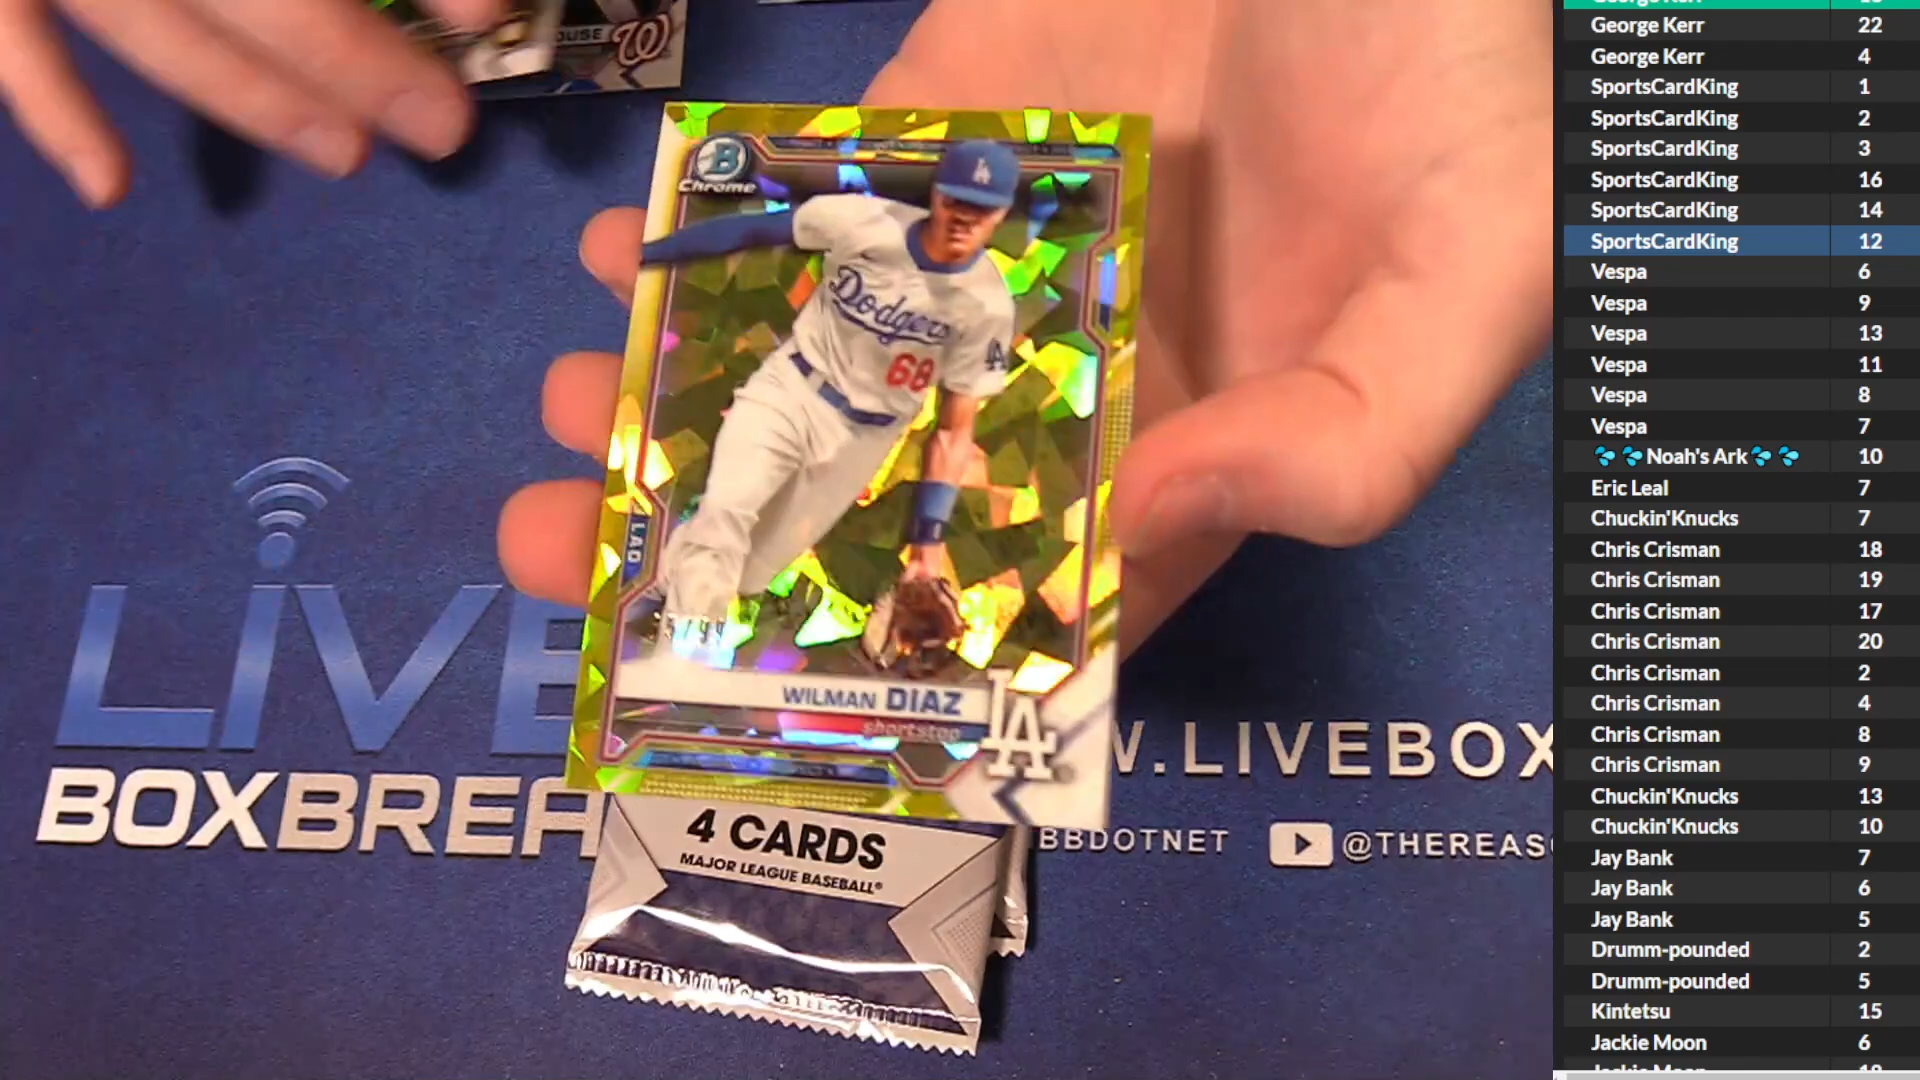 OUSE W
B
Chrome
LA
Dodgers
68
LA
LAD
WILMAN DIAZ
shortstop
LA
LIVE
BOXBREA
W.LIVEBOX
BBDOTNET @THEREAS
4 CARDS
MAJOR LEAGUE BASEBALL®
George Kerr 22
George Kerr 4
SportsCardKing 1
SportsCardKing 2
SportsCardKing 3
SportsCardKing 16
SportsCardKing 14
SportsCardKing 12
Vespa 6
Vespa 9
Vespa 13
Vespa 11
Vespa 8
Vespa 7
💦 💦 Noah's Ark 💦 💦 10
Eric Leal 7
Chuckin'Knucks 7
Chris Crisman 18
Chris Crisman 19
Chris Crisman 17
Chris Crisman 20
Chris Crisman 2
Chris Crisman 4
Chris Crisman 8
Chris Crisman 9
Chuckin'Knucks 13
Chuckin'Knucks 10
Jay Bank 7
Jay Bank 6
Jay Bank 5
Drumm-pounded 2
Drumm-pounded 5
Kintetsu 15
Jackie Moon 6